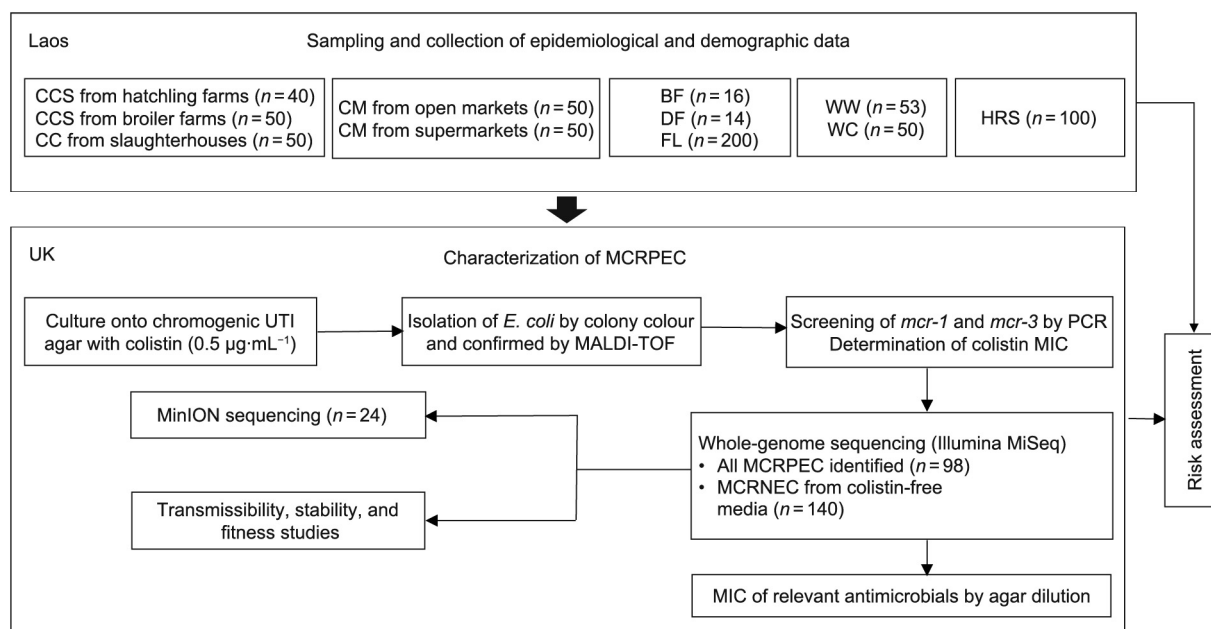 Laos
Sampling and collection of epidemiological and demographic data
CCS from hatchling farms (n = 40)
CCS from broiler farms (n = 50)
CC from slaughterhouses (n = 50)
CM from open markets (n = 50)
CM from supermarkets (n = 50)
BF (n = 16)
DF (n = 14)
FL (n = 200)
WW (n = 53)
WC (n = 50)
HRS (n = 100)
UK
Characterization of MCRPEC
Culture onto chromogenic UTI
agar with colistin (0.5 µg·mL⁻¹)
Isolation of E. coli by colony colour
and confirmed by MALDI-TOF
Screening of mcr-1 and mcr-3 by PCR
Determination of colistin MIC
MinION sequencing (n = 24)
Transmissibility, stability, and
fitness studies
Whole-genome sequencing (Illumina MiSeq)
• All MCRPEC identified (n = 98)
• MCRNEC from colistin-free
media (n = 140)
MIC of relevant antimicrobials by agar dilution
Risk assessment